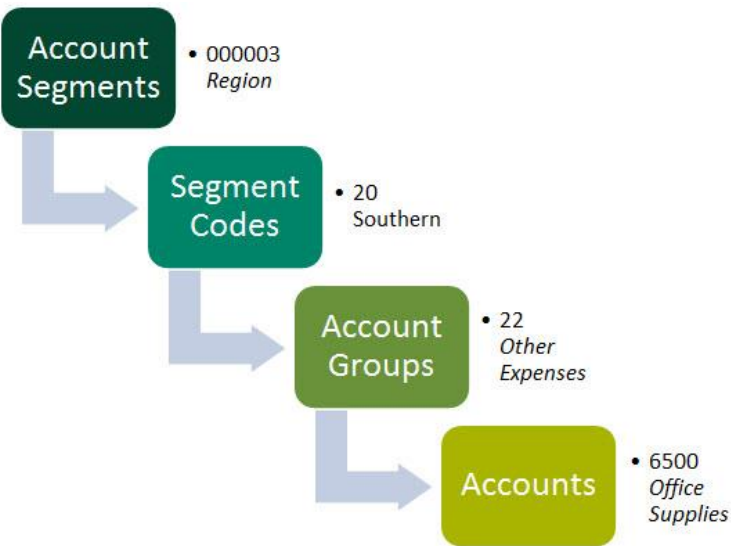 Account
Segments
• 000003
Region
Segment
Codes
• 20
Southern
Account
Groups
• 22
Other
Expenses
Accounts
• 6500
Office
Supplies